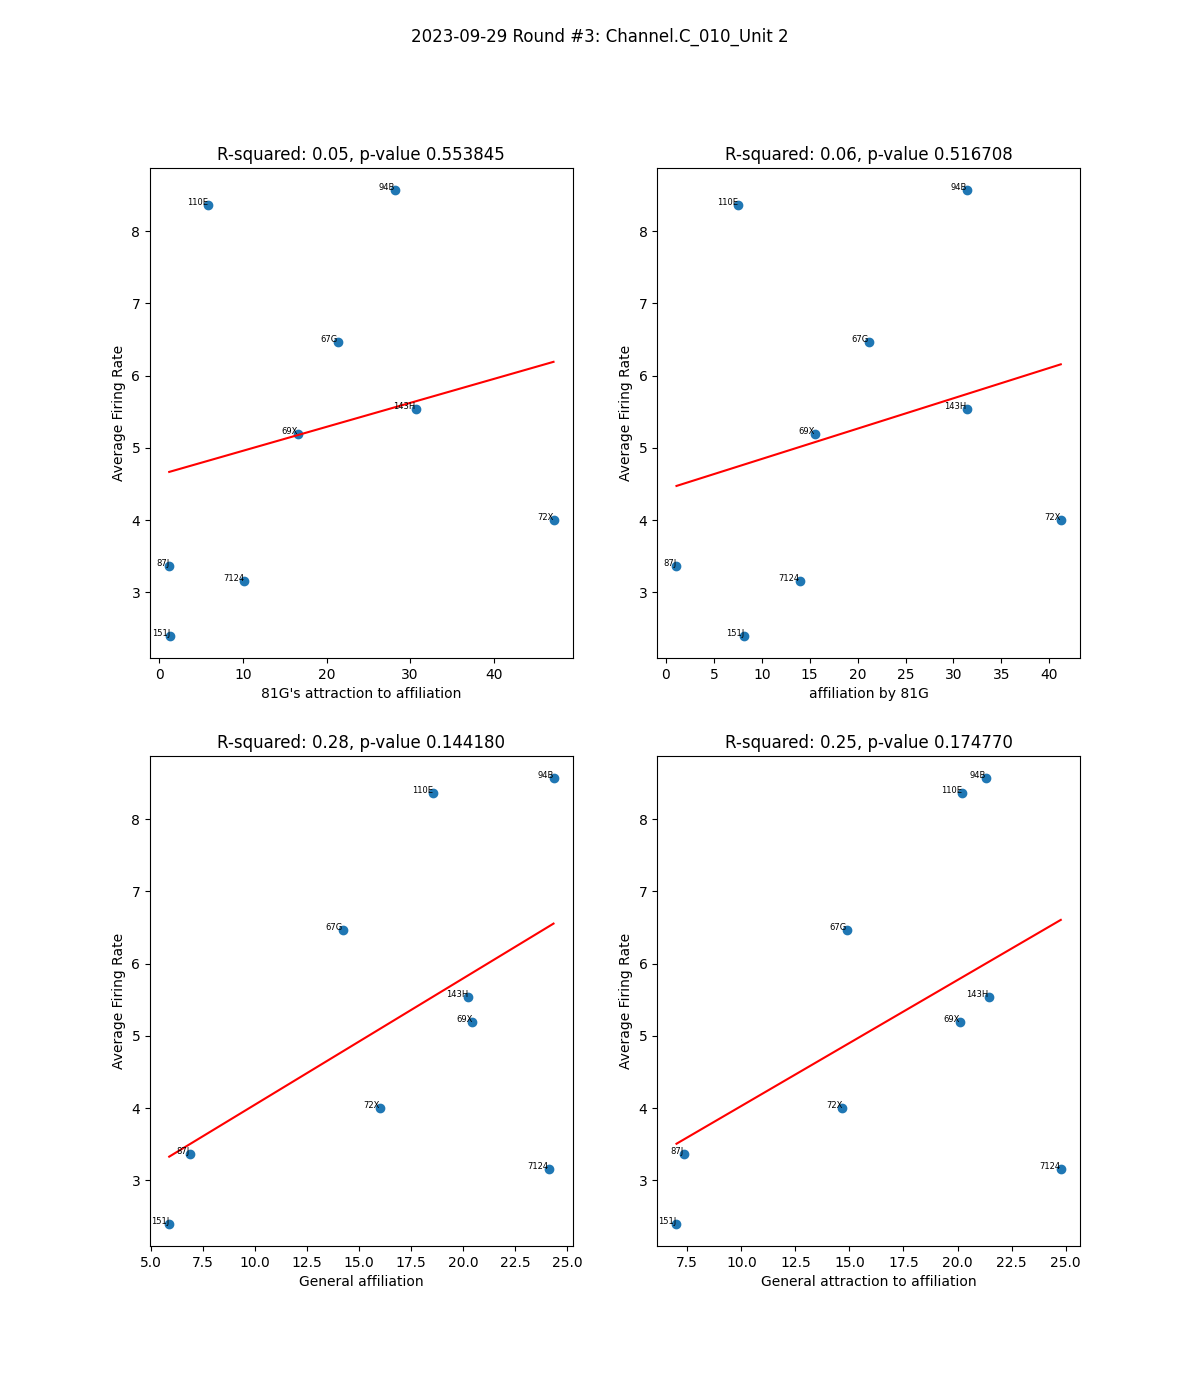 2023-09-29 Round #3: Channel.C_010_Unit 2
R-squared: 0.05, p-value 0.553845
Average Firing Rate
8
7
6
5
4
3
110E
94B
67G
143H
69X
72X
87J
7124
151J
0 10 20 30 40
81G's attraction to affiliation
R-squared: 0.06, p-value 0.516708
Average Firing Rate
8
7
6
5
4
3
110E
94B
67G
143H
69X
72X
87J
7124
151J
0 5 10 15 20 25 30 35 40
affiliation by 81G
R-squared: 0.28, p-value 0.144180
Average Firing Rate
8
7
6
5
4
3
94B
110E
67G
143H
69X
72X
87J
7124
151J
5.0 7.5 10.0 12.5 15.0 17.5 20.0 22.5 25.0
General affiliation
R-squared: 0.25, p-value 0.174770
Average Firing Rate
8
7
6
5
4
3
94B
110E
67G
143H
69X
72X
87J
7124
151J
7.5 10.0 12.5 15.0 17.5 20.0 22.5 25.0
General attraction to affiliation